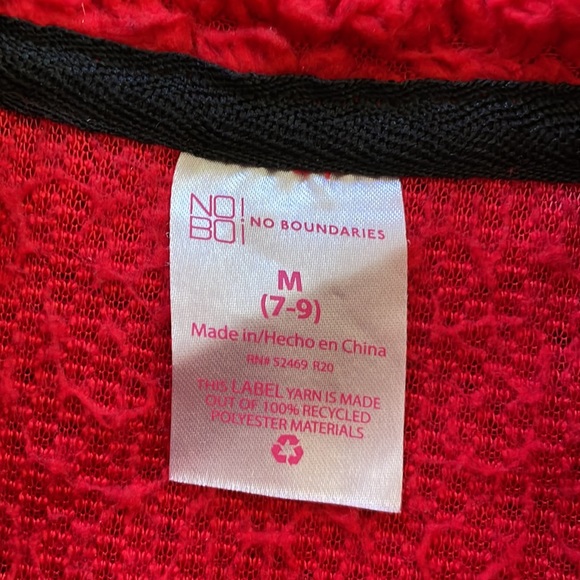 NO!
BO¡ NO BOUNDARIES
M
(7-9)
Made in/Hecho en China
RN# 52469 R20
THIS LABEL YARN IS MADE
OUT OF 100% RECYCLED
POLYESTER MATERIALS